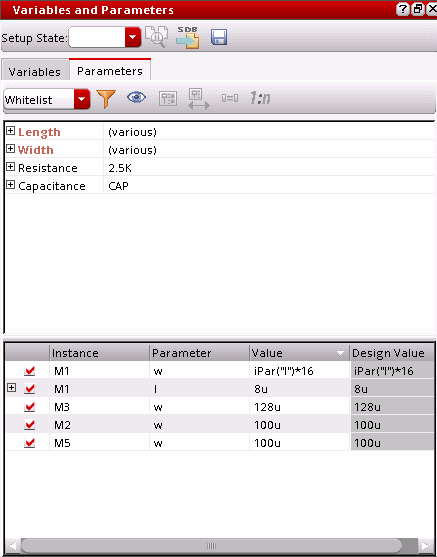 Variables and Parameters
Setup State:
SDB
Variables Parameters
Whitelist 1:n
Length (various)
Width (various)
Resistance 2.5K
Capacitance CAP
Instance Parameter Value Design Value
M1 w iPar("l")*16 iPar("l")*16
M1 l 8u 8u
M3 w 128u 128u
M2 w 100u 100u
M5 w 100u 100u